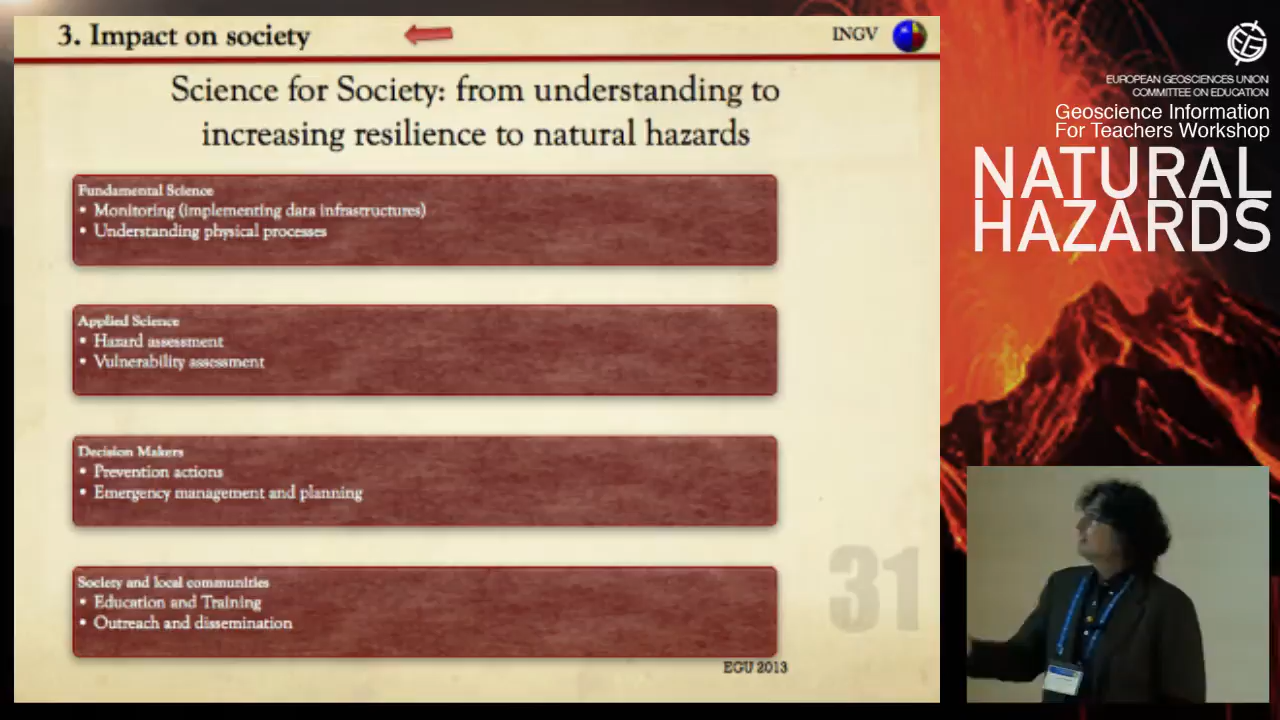 3. Impact on society
INGV
Science for Society: from understanding to
increasing resilience to natural hazards
Fundamental Science
• Monitoring (implementing data infrastructures)
• Understanding physical processes
Applied Science
• Hazard assessment
• Vulnerability assessment
Decision Makers
• Prevention actions
• Emergency management and planning
Society and local communities
• Education and Training
• Outreach and dissemination
31
EGU 2013
EUROPEAN GEOSCIENCES UNION
COMMITTEE ON EDUCATION
Geoscience Information
For Teachers Workshop
NATURAL
HAZARDS